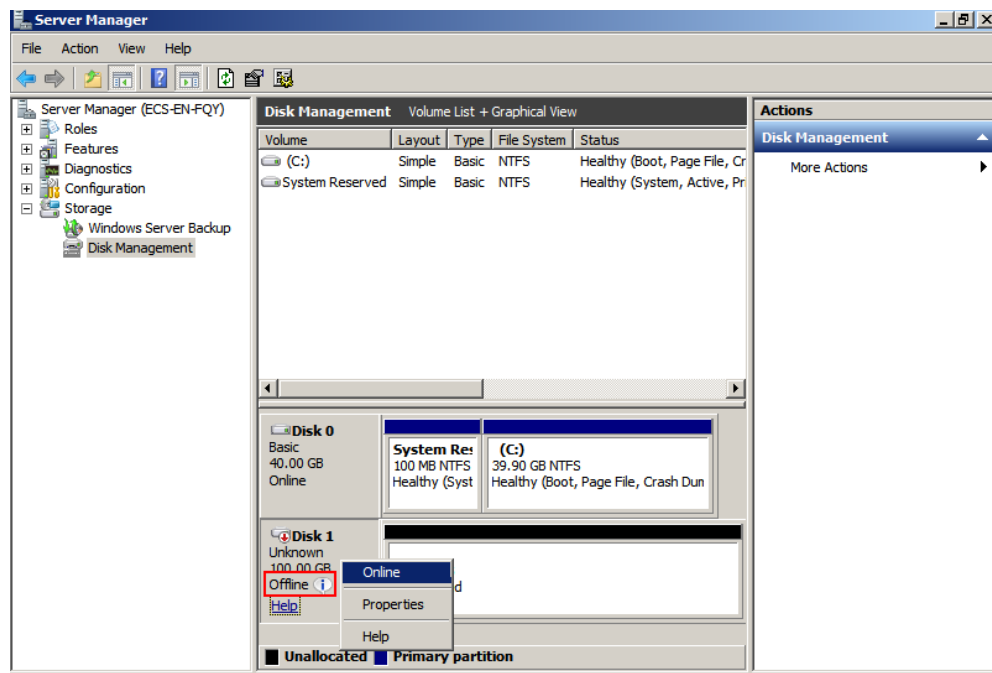 Server Manager
File Action View Help
Server Manager (ECS-EN-FQY)
Roles
Features
Diagnostics
Configuration
Storage
Windows Server Backup
Disk Management
Disk Management Volume List + Graphical View
Volume Layout Type File System Status
(C:) Simple Basic NTFS Healthy (Boot, Page File, Cr
System Reserved Simple Basic NTFS Healthy (System, Active, Pr
Disk 0
Basic
40.00 GB
Online
System Res
100 MB NTFS
Healthy (Syst
(C:)
39.90 GB NTFS
Healthy (Boot, Page File, Crash Dum
Disk 1
Unknown
100.00 GB
Offline
Help
d
Online
Properties
Help
Unallocated Primary partition
Actions
Disk Management
More Actions